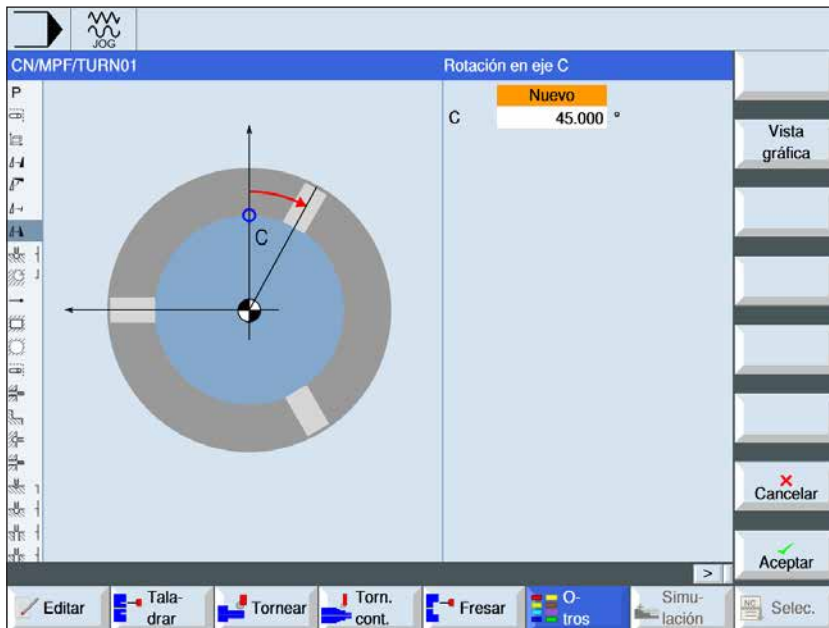 JOG
CN/MPF/TURN01
Rotación en eje C
P
Nuevo
C 45.000 º
C
Vista
gráfica
Cancelar
Aceptar
>
Editar
Tala-
drar
Tornear
Torn.
cont.
Fresar
O-
tros
Simu-
lación
NC
Selec.